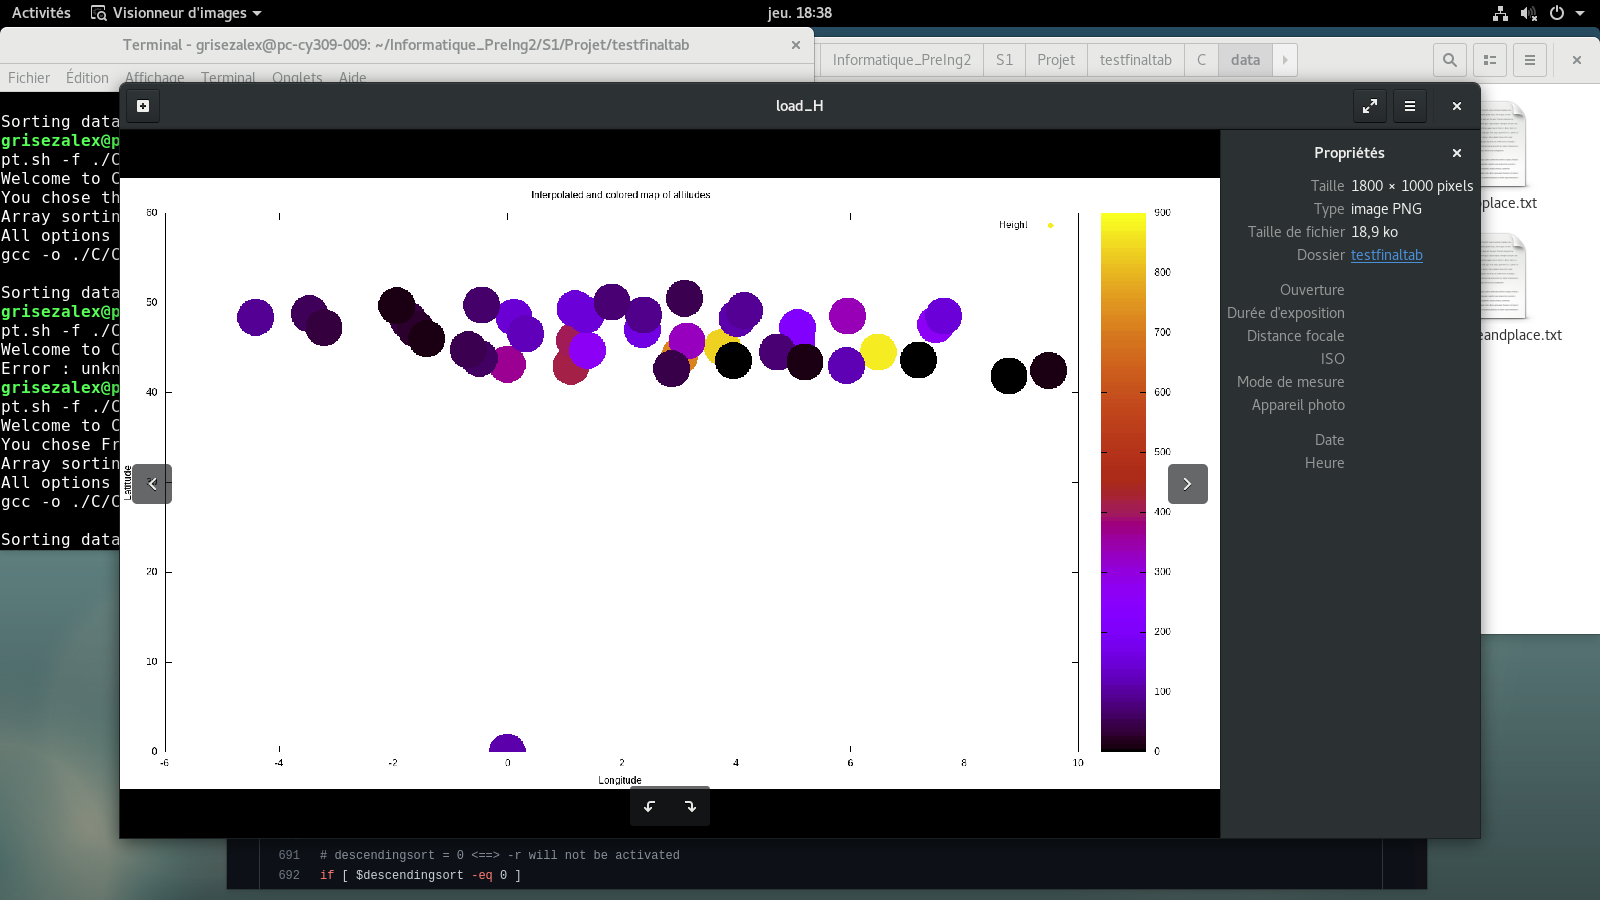 Activités
Visionneur d'images
jeu. 18:38
Terminal - grisezalex@pc-cy309-009: ~/Informatique_PreIng2/S1/Projet/testfinaltab
Fichier Édition Affichage Terminal Onglets Aide
Informatique_PreIng2 S1 Projet testfinaltab C data
Sorting data
grisezalex@p
pt.sh -f ./C
Welcome to C
You chose th
Array sortin
All options
gcc -o ./C/C
Sorting data
grisezalex@p
pt.sh -f ./C
Welcome to C
Error : unkn
grisezalex@p
pt.sh -f ./C
Welcome to C
You chose Fr
Array sortin
All options
gcc -o ./C/C
Sorting data
load_H
Interpolated and colored map of altitudes
Height
60
50
40
20
10
0
Latitude
-6 -4 -2 0 2 4 6 8 10
Longitude
900
800
700
600
500
400
300
200
100
0
Propriétés
Taille 1800 × 1000 pixels
Type image PNG
Taille de fichier 18,9 ko
Dossier testfinaltab
Ouverture
Durée d'exposition
Distance focale
ISO
Mode de mesure
Appareil photo
Date
Heure
place.txt
eandplace.txt
691 # descendingsort = 0 <==> -r will not be activated
692 if [ $descendingsort -eq 0 ]